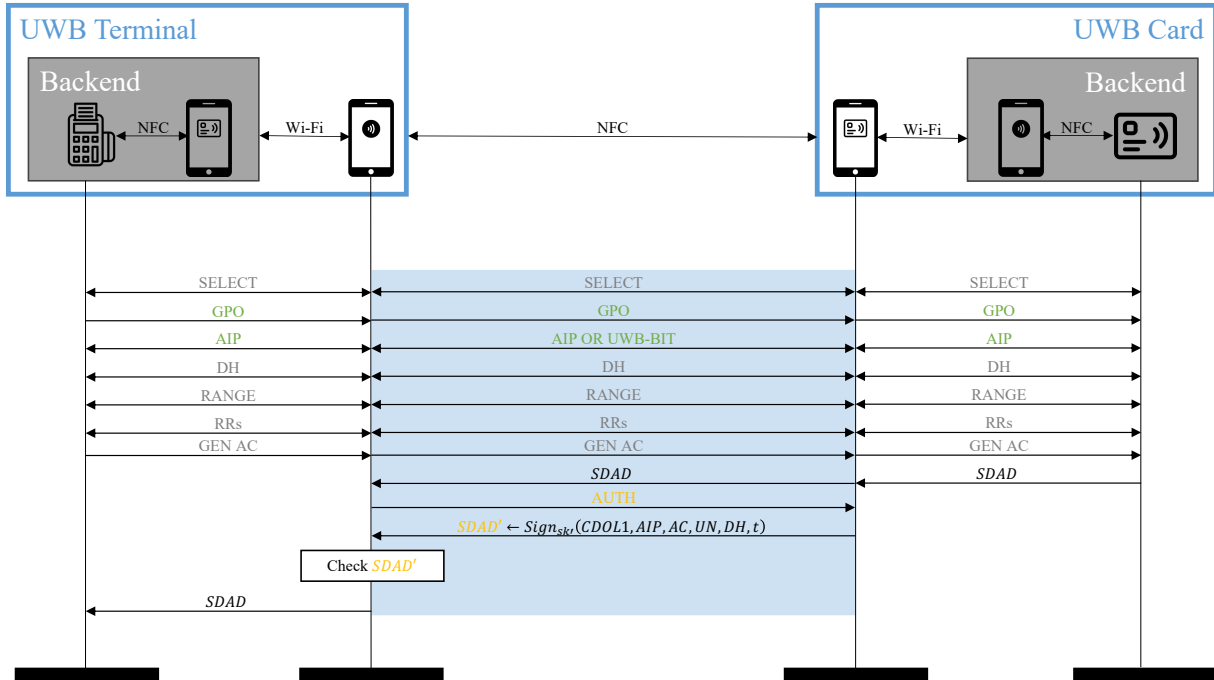 UWB Terminal
UWB Card
Backend
Backend
NFC
Wi-Fi
NFC
Wi-Fi
NFC
SELECT
SELECT
SELECT
GPO
GPO
GPO
AIP
AIP OR UWB-BIT
AIP
DH
DH
DH
RANGE
RANGE
RANGE
RRs
RRs
RRs
GEN AC
GEN AC
GEN AC
SDAD
SDAD
AUTH
SDAD′ ← Sign_sk′(CDOL1, AIP, AC, UN, DH, t)
Check SDAD′
SDAD